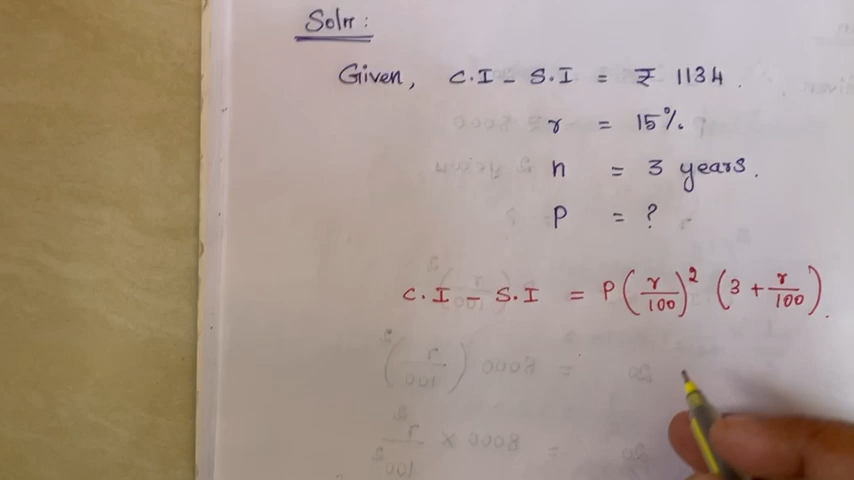 Soln:
Given, C.I - S.I = ₹ 1134.
r = 15%.
n = 3 years.
P = ?
C.I - S.I = P(r/100)² (3 + r/100).